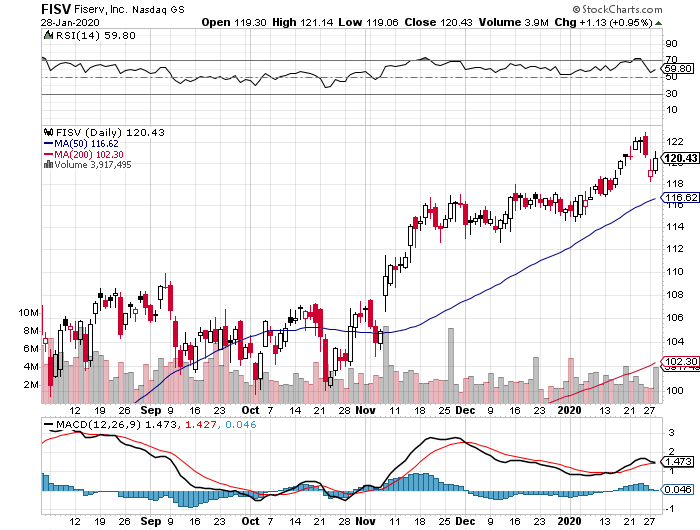 FISV Fiserv, Inc. Nasdaq GS © StockCharts.com
28-Jan-2020 Open 119.30 High 121.14 Low 119.06 Close 120.43 Volume 3.9M Chg +1.13 (+0.95%)
RSI(14) 59.80
90
70
59.80
50
30
10
FISV (Daily) 120.43
MA(50) 116.62
MA(200) 102.30
Volume 3,917,495
122
120.43
120
118
116.62
116
114
112
110
108
10M 106
8M
6M 104
4M 102.30
2M
100
12 19 26 Sep 9 16 23 Oct 7 14 21 28 Nov 11 18 25 Dec 9 16 23 2020 13 21 27
MACD(12,26,9) 1.473, 1.427, 0.046
3
2
1.473
0.046
-1
12 19 26 Sep 9 16 23 Oct 7 14 21 28 Nov 11 18 25 Dec 9 16 23 2020 13 21 27